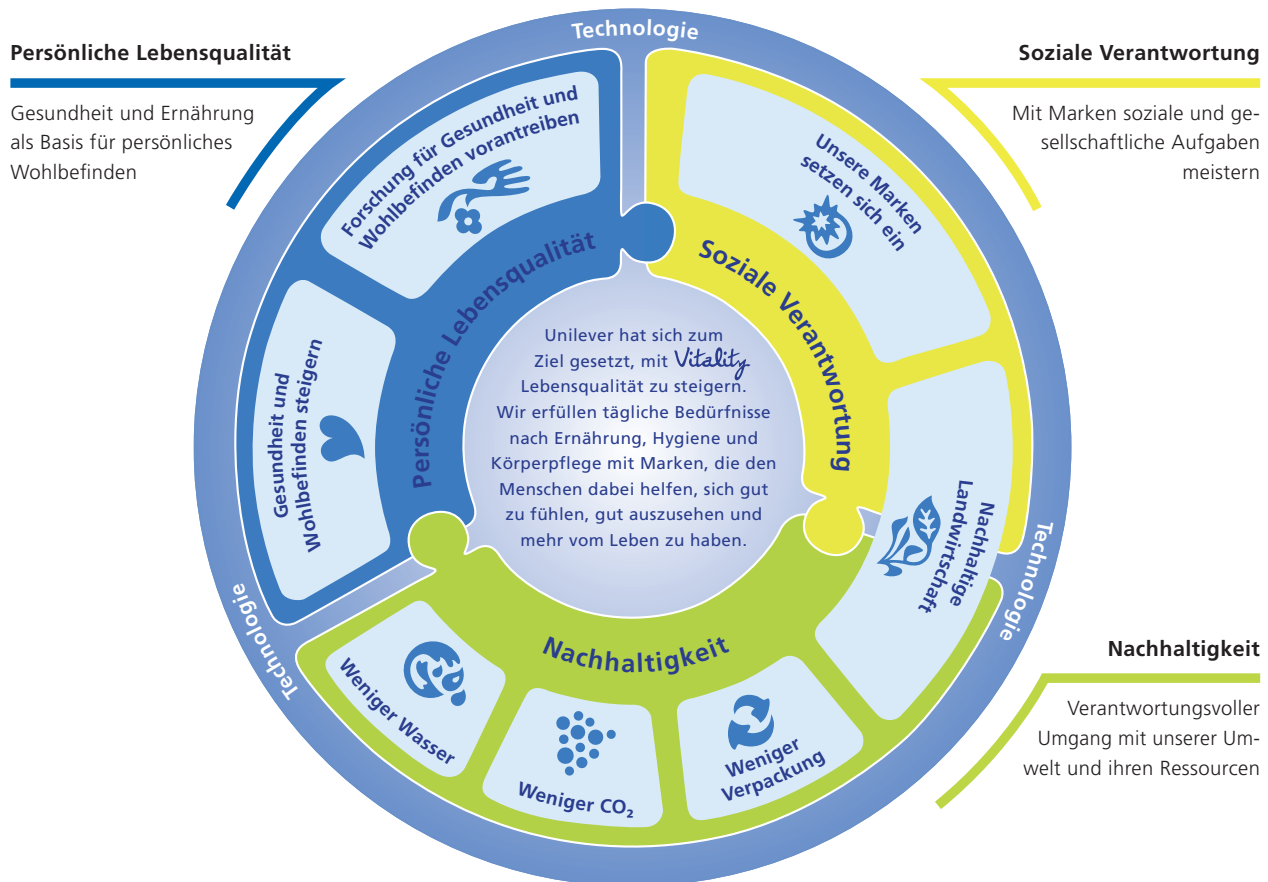 Technologie
Persönliche Lebensqualität
Gesundheit und Ernährung
als Basis für persönliches
Wohlbefinden
Soziale Verantwortung
Mit Marken soziale und ge-
sellschaftliche Aufgaben
meistern
Forschung für Gesundheit und
Wohlbefinden vorantreiben
Unsere Marken
setzen sich ein
Persönliche Lebensqualität
Soziale Verantwortung
Gesundheit und
Wohlbefinden steigern
Unilever hat sich zum
Ziel gesetzt, mit Vitality
Lebensqualität zu steigern.
Wir erfüllen tägliche Bedürfnisse
nach Ernährung, Hygiene und
Körperpflege mit Marken, die den
Menschen dabei helfen, sich gut
zu fühlen, gut auszusehen und
mehr vom Leben zu haben.
Nachhaltige
Landwirtschaft
Technologie
Technologie
Nachhaltigkeit
Weniger Wasser
Weniger CO₂
Weniger
Verpackung
Nachhaltigkeit
Verantwortungsvoller
Umgang mit unserer Um-
welt und ihren Ressourcen